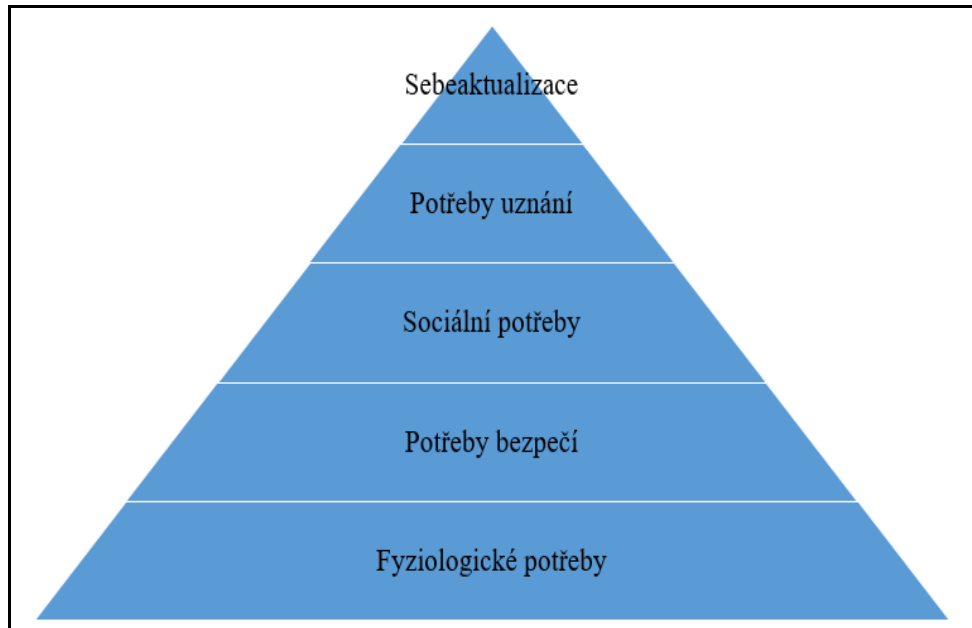 Sebeaktualizace
Potřeby uznání
Sociální potřeby
Potřeby bezpečí
Fyziologické potřeby